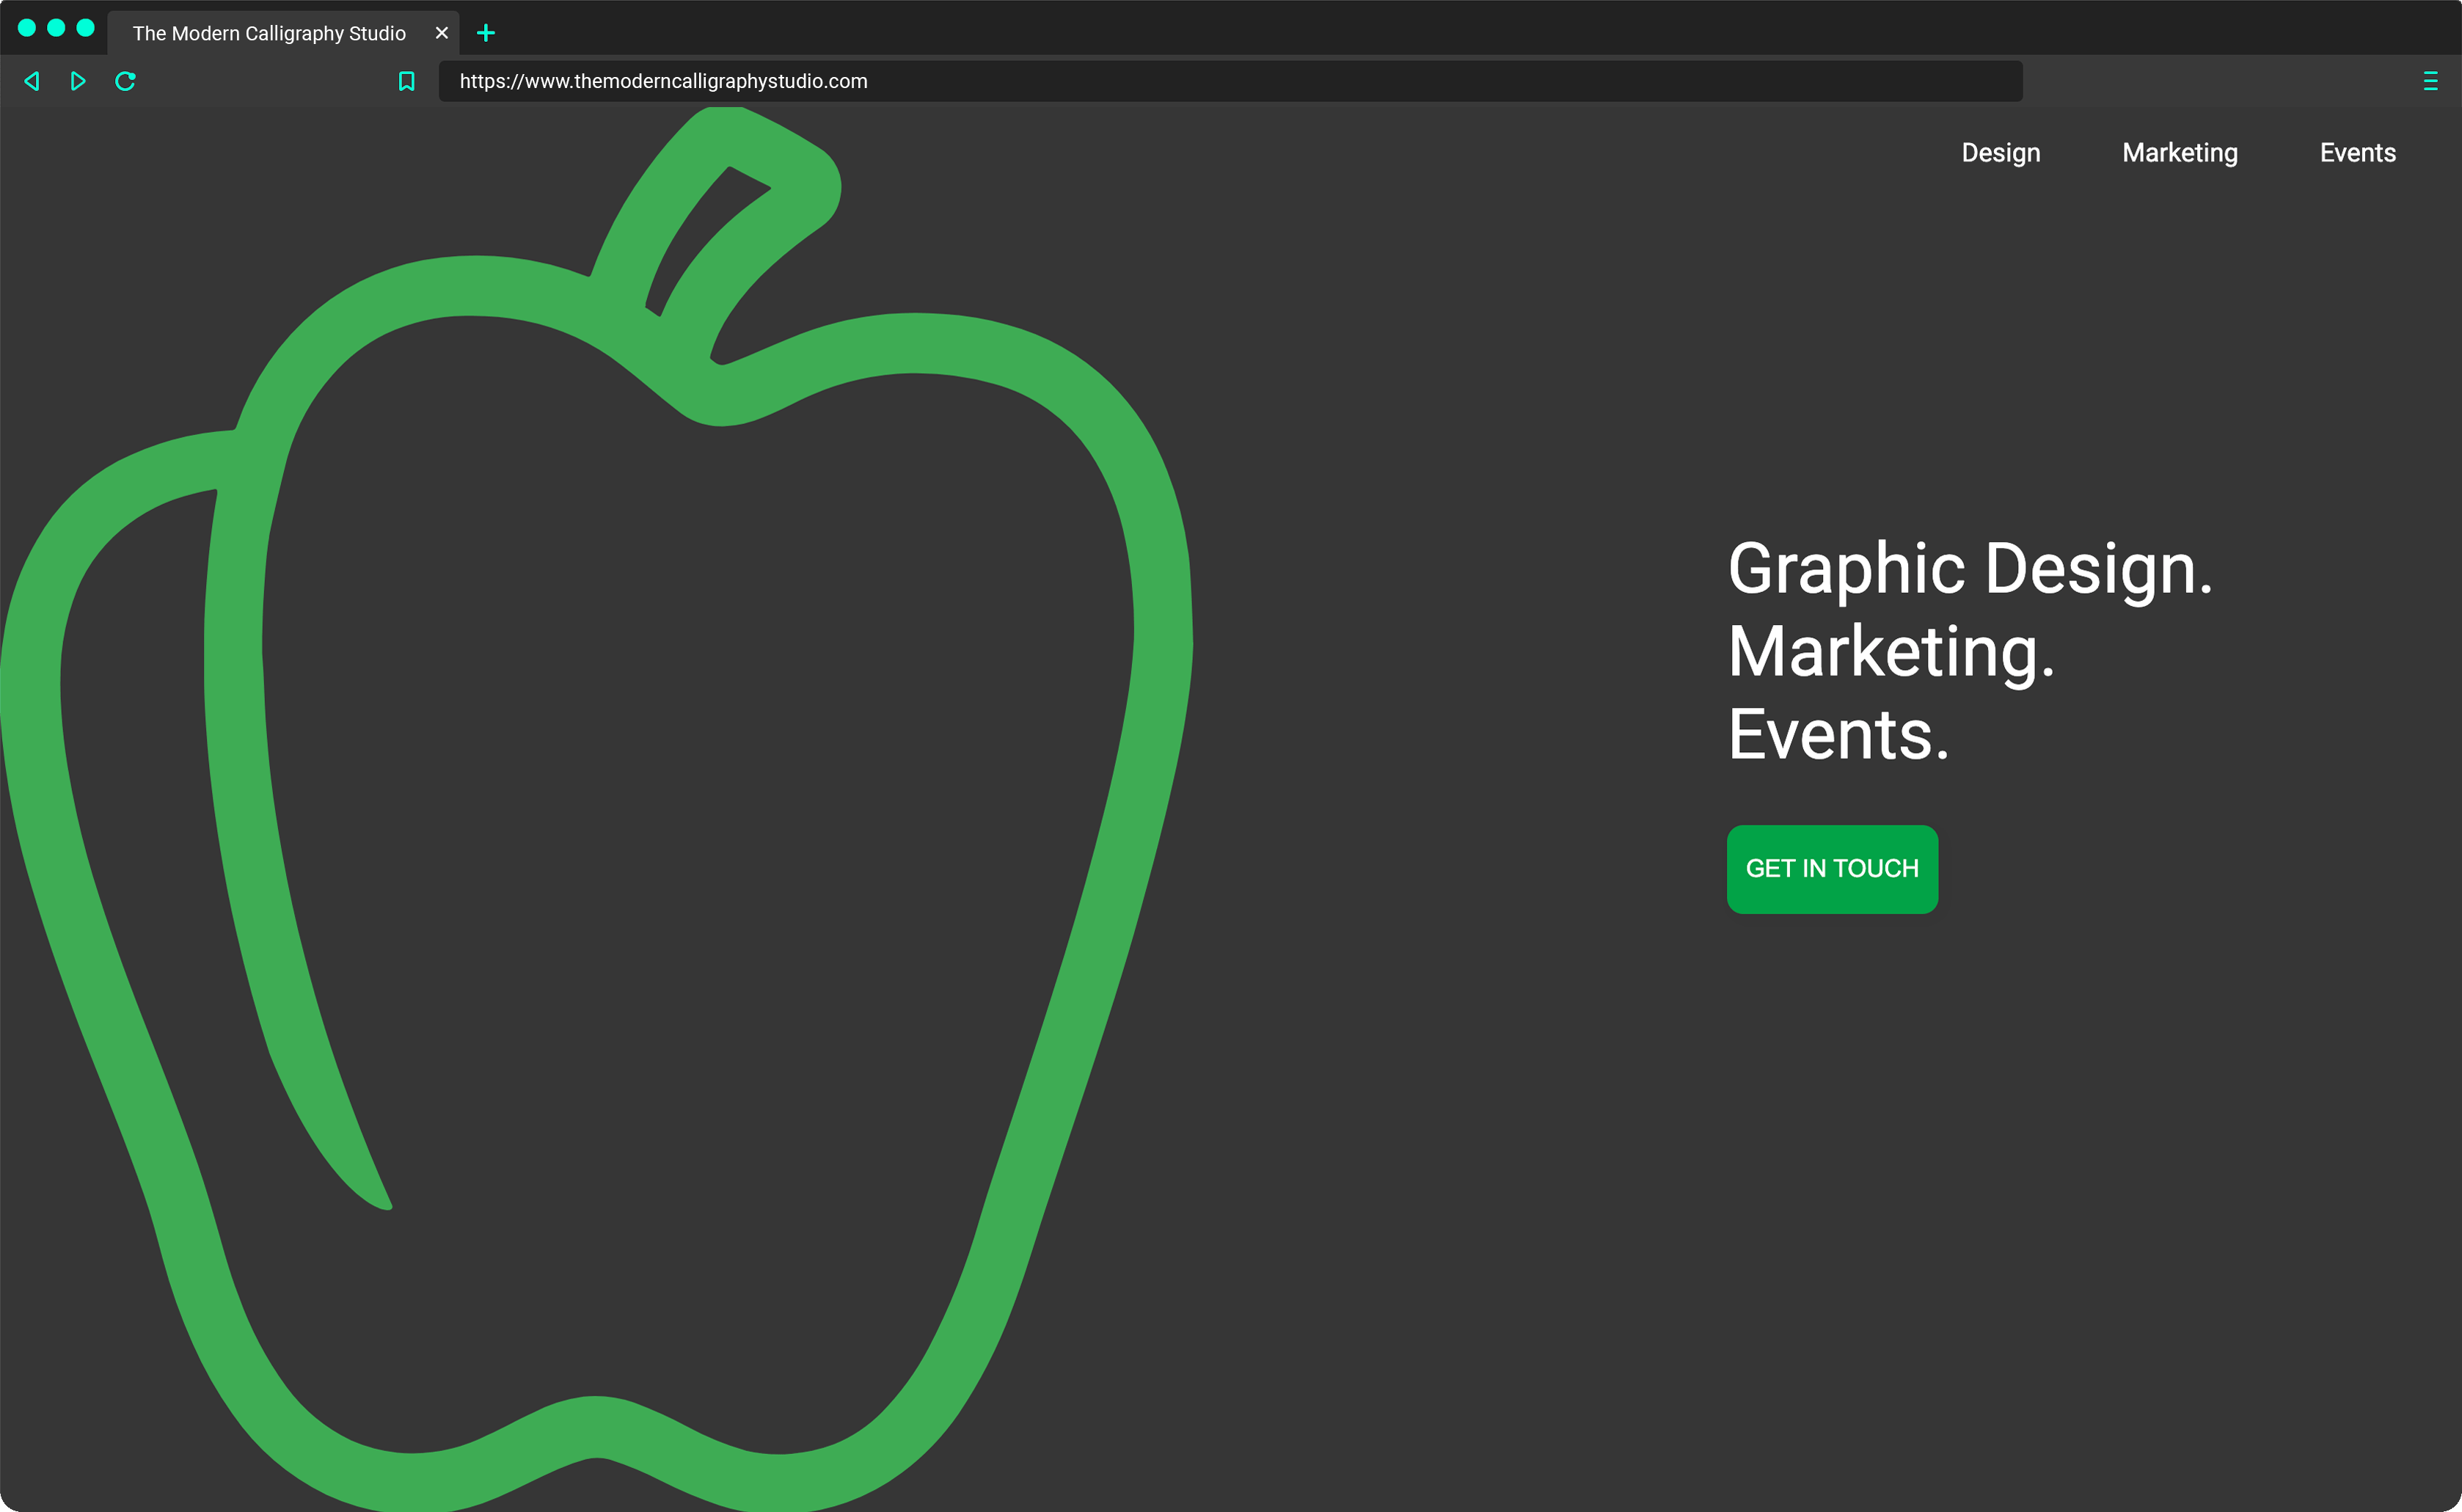 The Modern Calligraphy Studio
https://www.themoderncalligraphystudio.com
Design Marketing Events
Graphic Design.
Marketing.
Events.
GET IN TOUCH